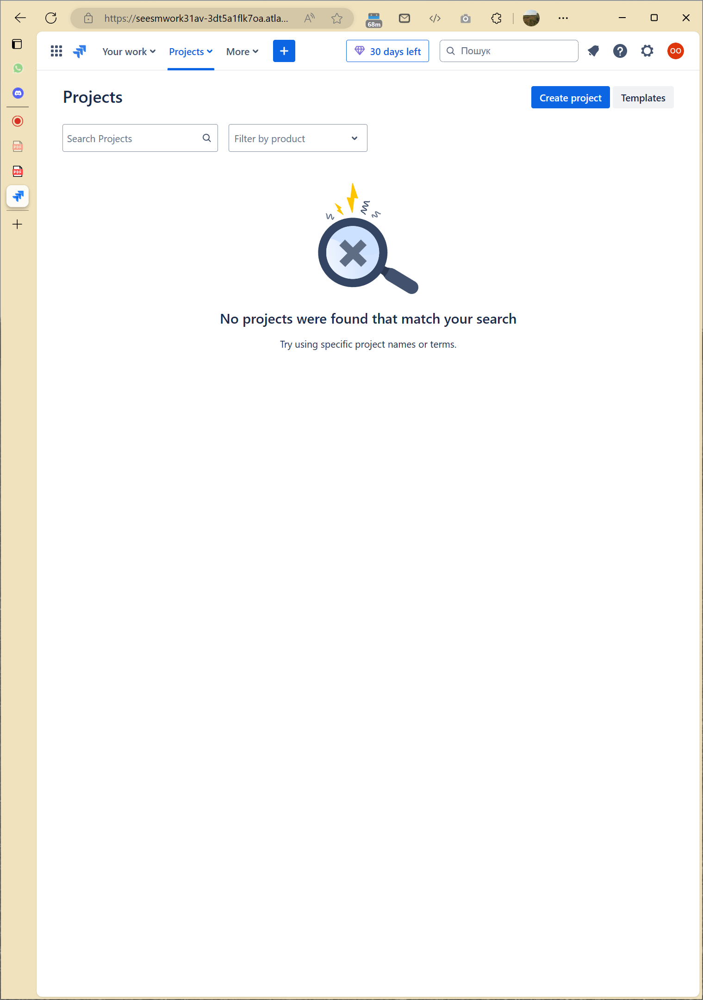 https://seesmwork31av-3dt5a1flk7oa.atla...
68m
Your work
Projects
More
30 days left
Пошук
OO
Projects
Create project
Templates
Search Projects
Filter by product
PDF
PDF
No projects were found that match your search
Try using specific project names or terms.